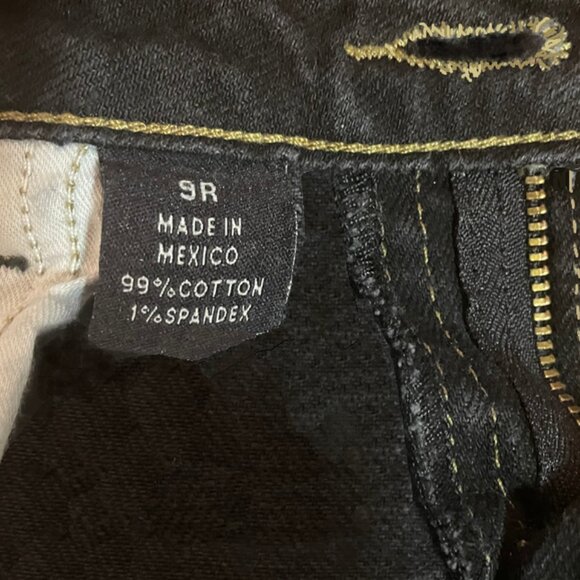 9R
MADE IN
MEXICO
99% COTTON
1% SPANDEX